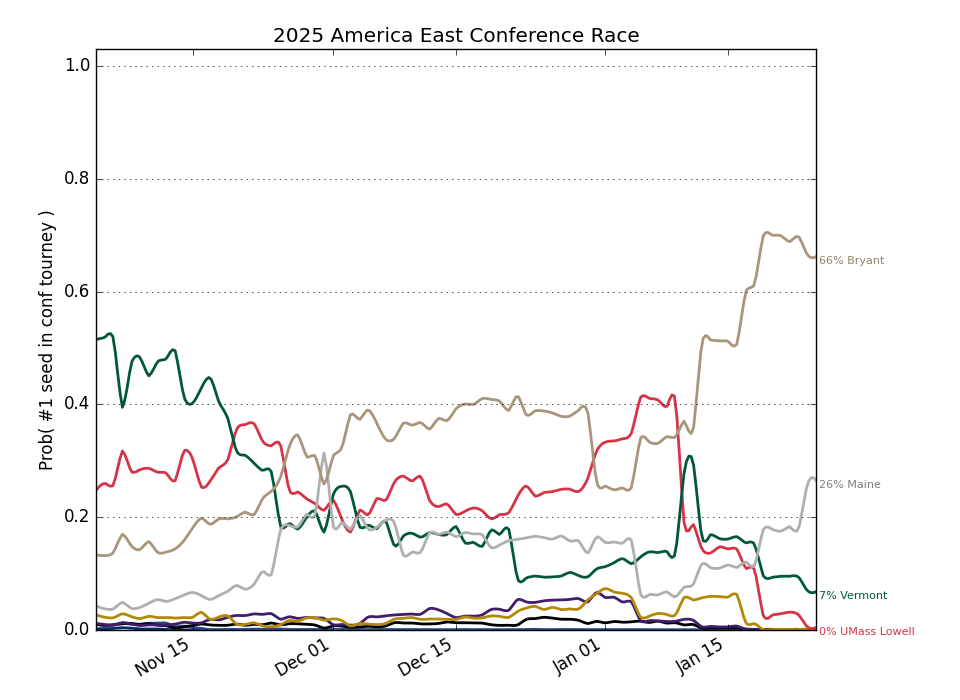 2025 America East Conference Race
Prob( #1 seed in conf tourney )
1.0
0.8
0.6
0.4
0.2
0.0
66% Bryant
26% Maine
7% Vermont
0% UMass Lowell
Nov 15
Dec 01
Dec 15
Jan 01
Jan 15